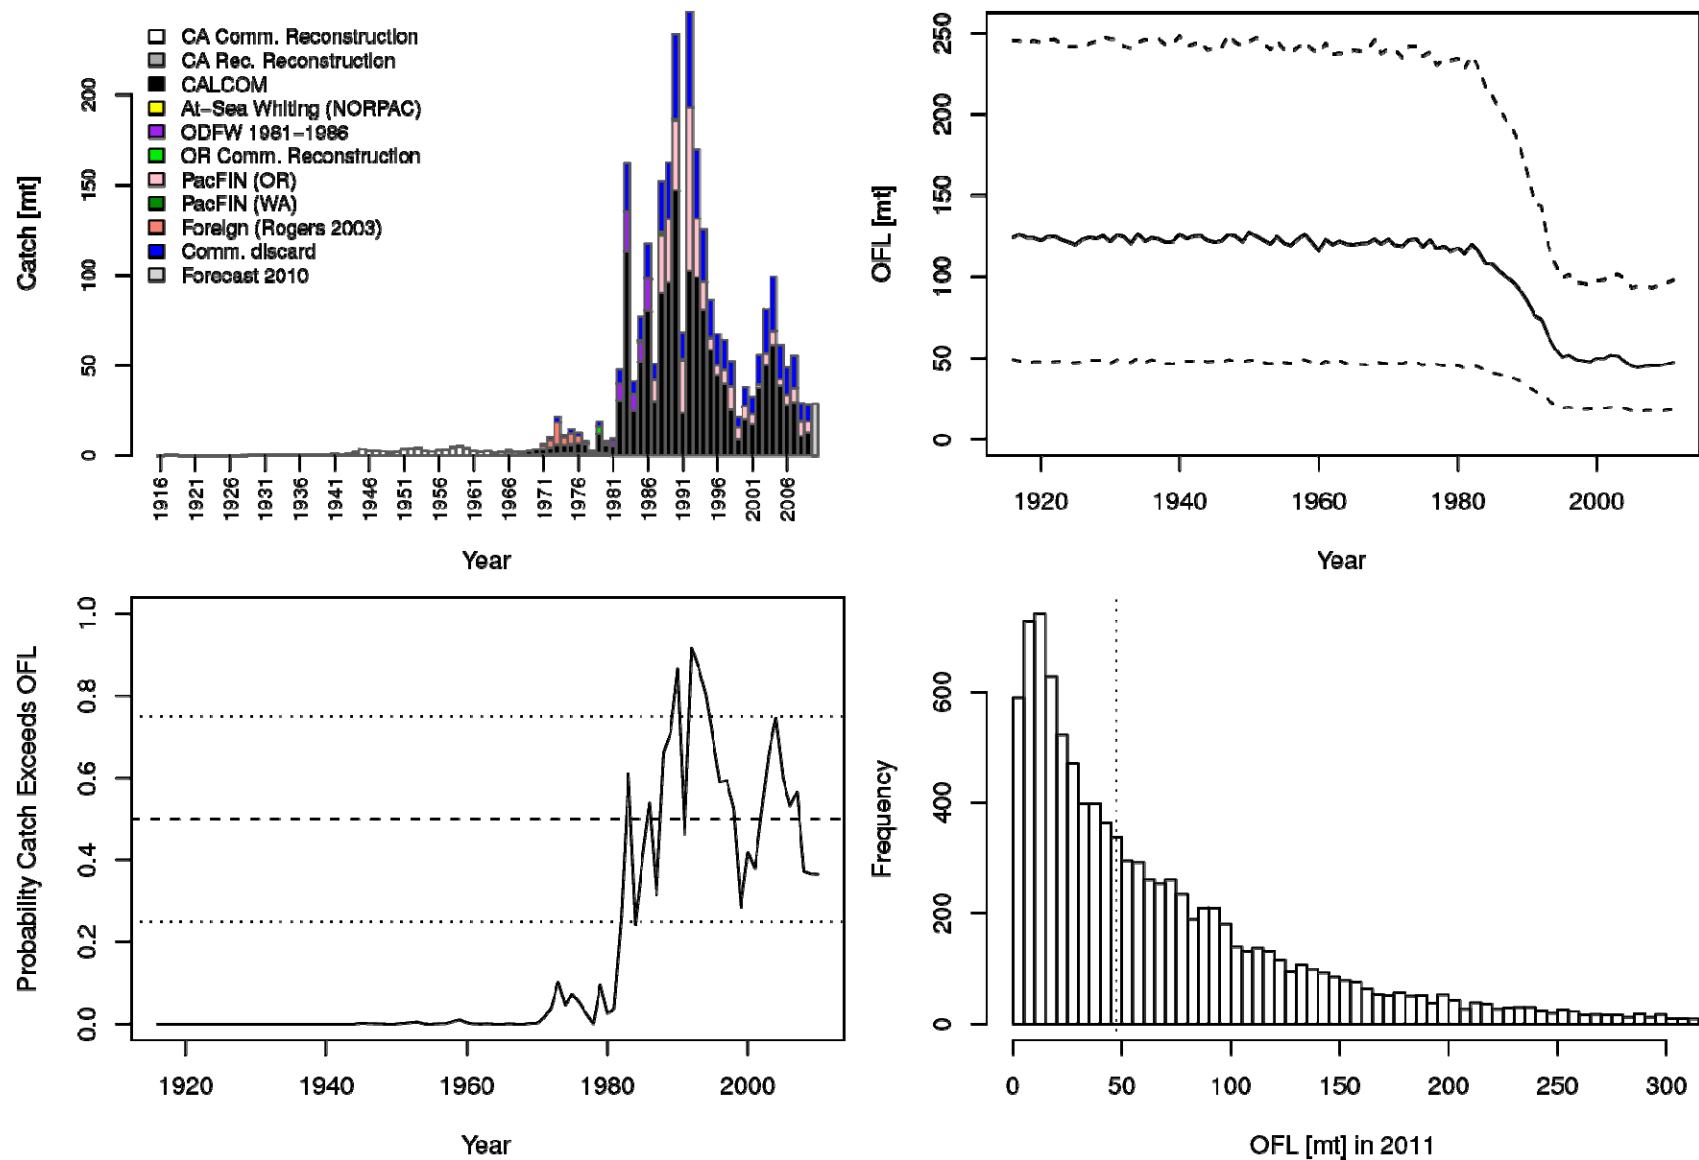 CA Comm. Reconstruction
CA Rec. Reconstruction
CALCOM
At-Sea Whiting (NORPAC)
ODFW 1981-1986
OR Comm. Reconstruction
PacFIN (OR)
PacFIN (WA)
Foreign (Rogers 2003)
Comm. discard
Forecast 2010
Catch [mt]
0 50 100 150 200
1916 1921 1926 1931 1936 1941 1946 1951 1956 1961 1966 1971 1976 1981 1986 1991 1996 2001 2006
Year
OFL [mt]
0 50 100 150 200 250
1920 1940 1960 1980 2000
Year
Probability Catch Exceeds OFL
0.0 0.2 0.4 0.6 0.8 1.0
1920 1940 1960 1980 2000
Year
Frequency
0 200 400 600
0 50 100 150 200 250 300
OFL [mt] in 2011